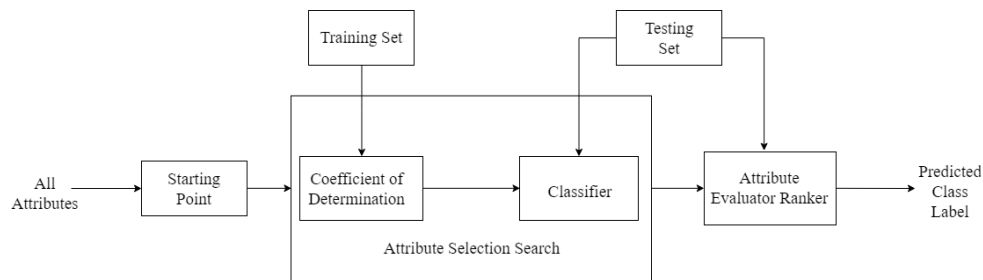 Training Set
Testing
Set
All
Attributes
Starting
Point
Coefficient of
Determination
Classifier
Attribute
Evaluator Ranker
Predicted
Class
Label
Attribute Selection Search